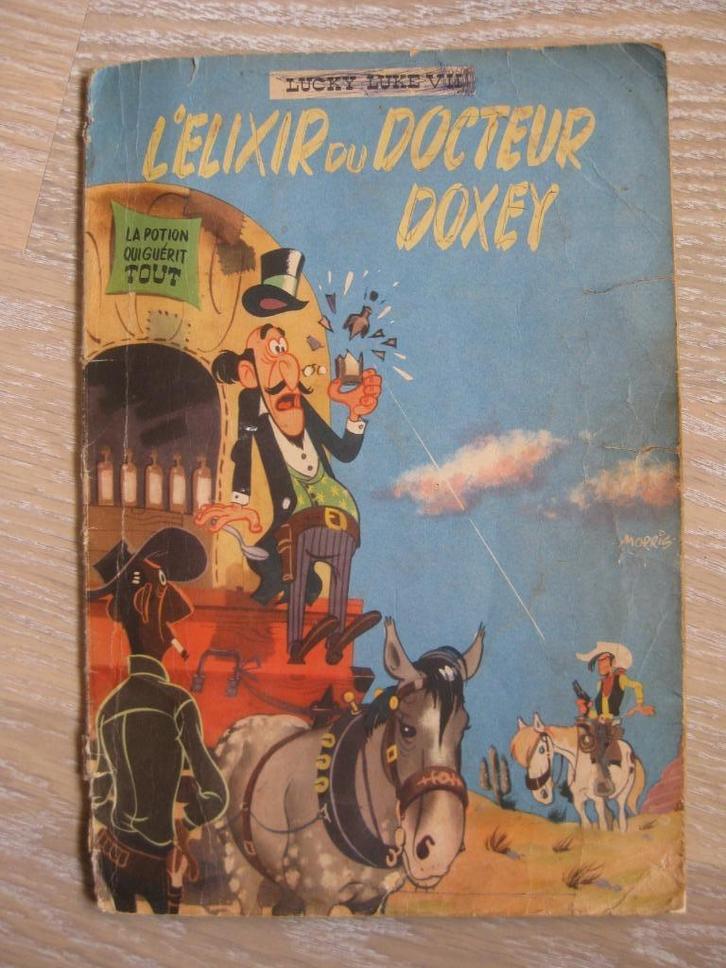 LUCKY LUKE VII
L'ELIXIR DU DOCTEUR
DOXEY
LA POTION
QUI GUÉRIT
TOUT
MORRIS